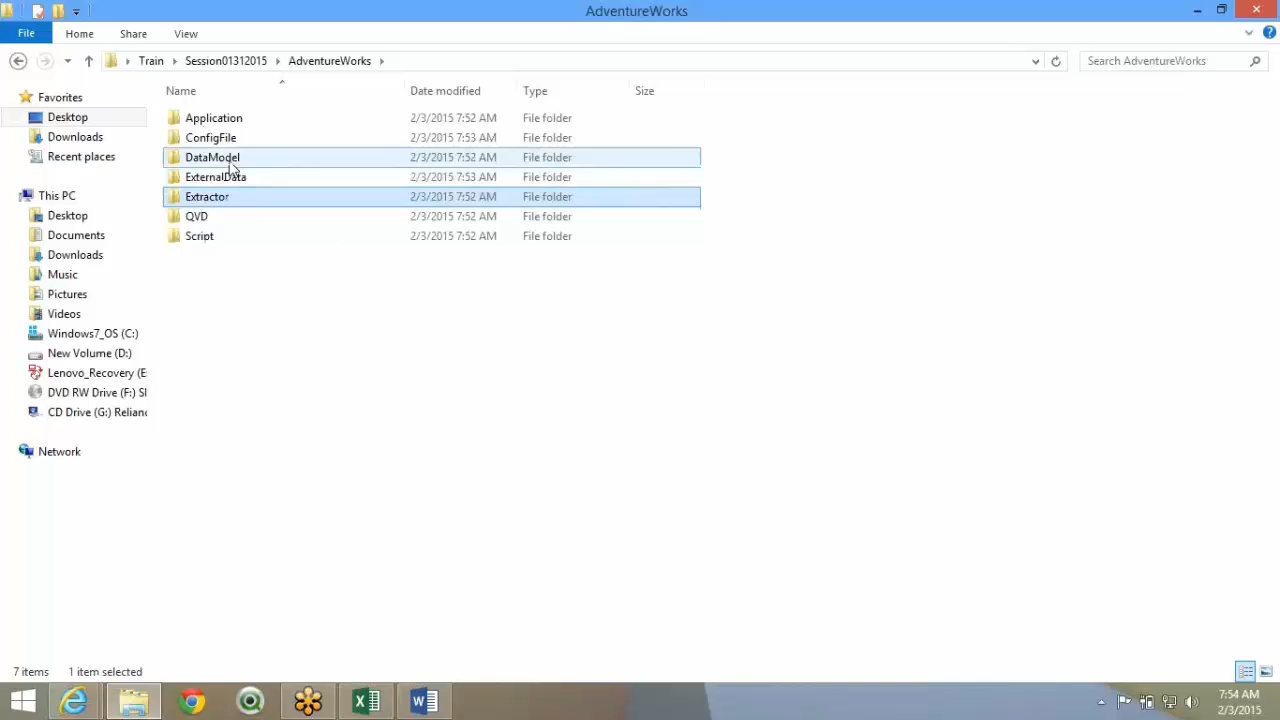 AdventureWorks
File Home Share View
Train Session01312015 AdventureWorks Search AdventureWorks
Name Date modified Type Size
Favorites
Desktop
Downloads
Recent places
This PC
Desktop
Documents
Downloads
Music
Pictures
Videos
Windows7_OS (C:)
New Volume (D:)
Lenovo_Recovery (E
DVD RW Drive (F:) SI
CD Drive (G:) Relianc
Network
Application 2/3/2015 7:52 AM File folder
ConfigFile 2/3/2015 7:53 AM File folder
DataModel 2/3/2015 7:52 AM File folder
ExternalData 2/3/2015 7:53 AM File folder
Extractor 2/3/2015 7:52 AM File folder
QVD 2/3/2015 7:52 AM File folder
Script 2/3/2015 7:52 AM File folder
7 items 1 item selected
7:54 AM
2/3/2015